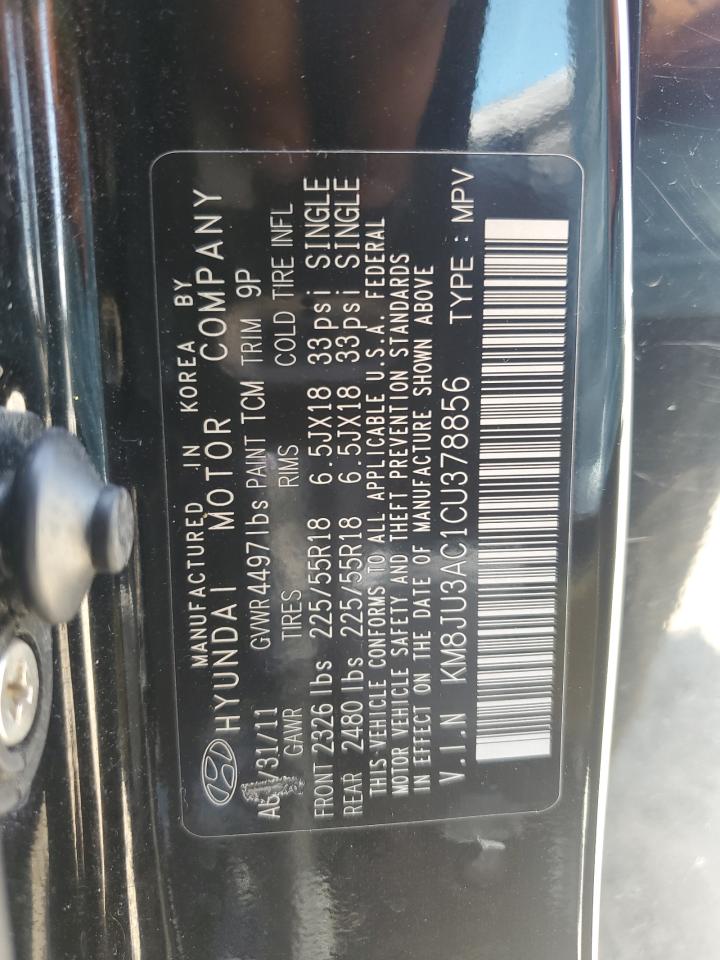 MANUFACTURED IN KOREA BY
HYUNDAI MOTOR COMPANY
/31/11 GVWR 4497lbs PAINT TCM TRIM 9P
GAWR TIRES RIMS COLD TIRE INFL
FRONT 2326 lbs 225/55R18 6.5JX18 33psi SINGLE
REAR 2480 lbs 225/55R18 6.5JX18 33psi SINGLE
THIS VEHICLE CONFORMS TO ALL APPLICABLE U.S.A. FEDERAL
MOTOR VEHICLE SAFETY AND THEFT PREVENTION STANDARDS
IN EFFECT ON THE DATE OF MANUFACTURE SHOWN ABOVE
V.I.N KM8JU3AC1CU378856 TYPE : MPV